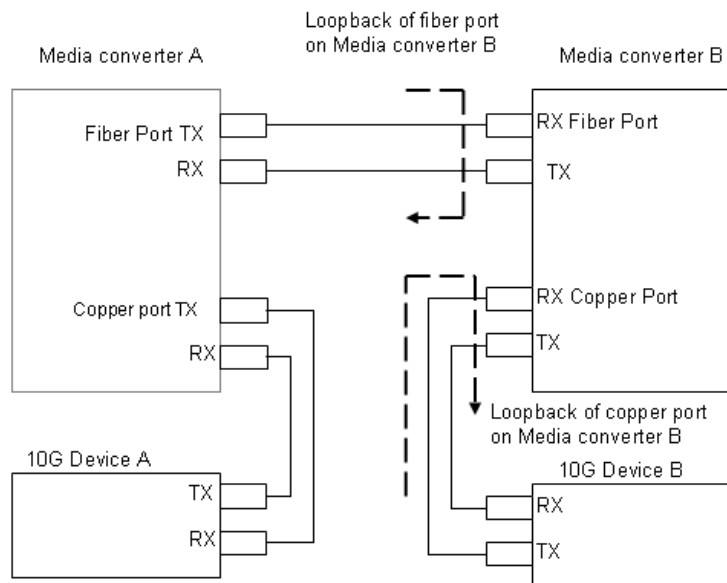 Loopback of fiber port
on Media converter B
Media converter A
Media converter B
Fiber Port TX
RX
RX Fiber Port
TX
Copper port TX
RX
RX Copper Port
TX
Loopback of copper port
on Media converter B
10G Device A
TX
RX
10G Device B
RX
TX